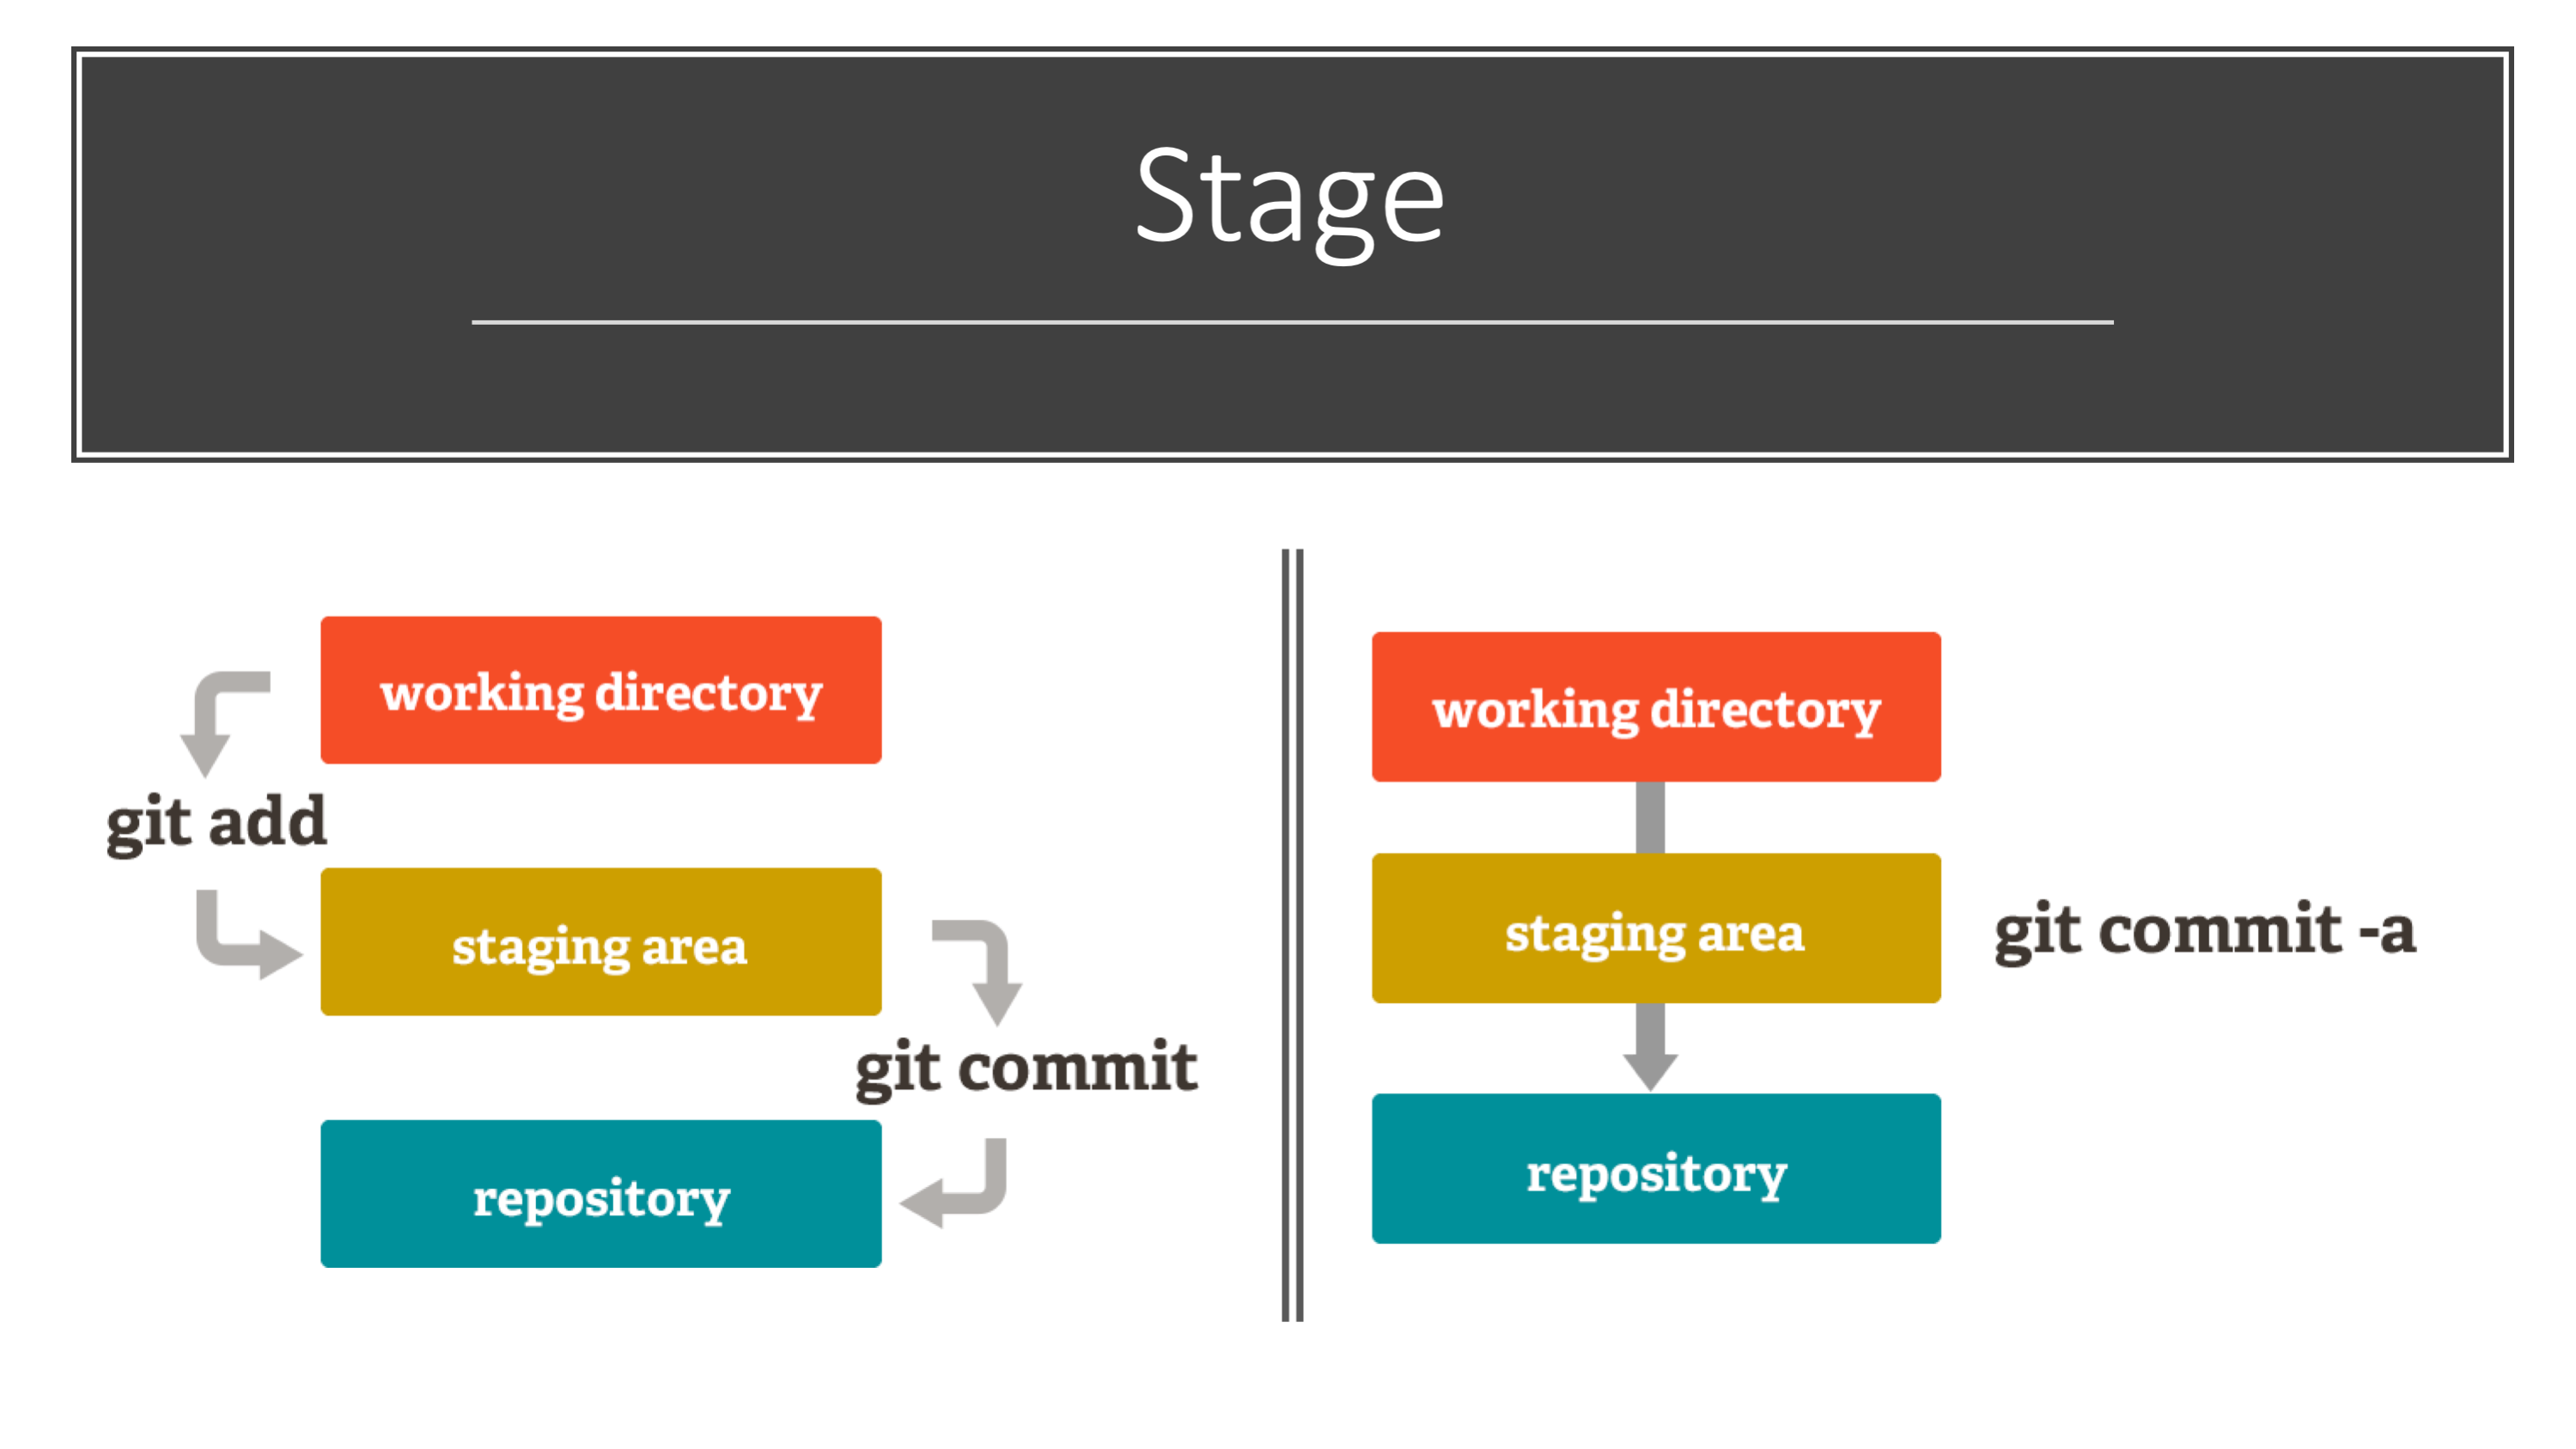 Stage
working directory
git add
staging area
git commit
repository
working directory
staging area
git commit -a
repository